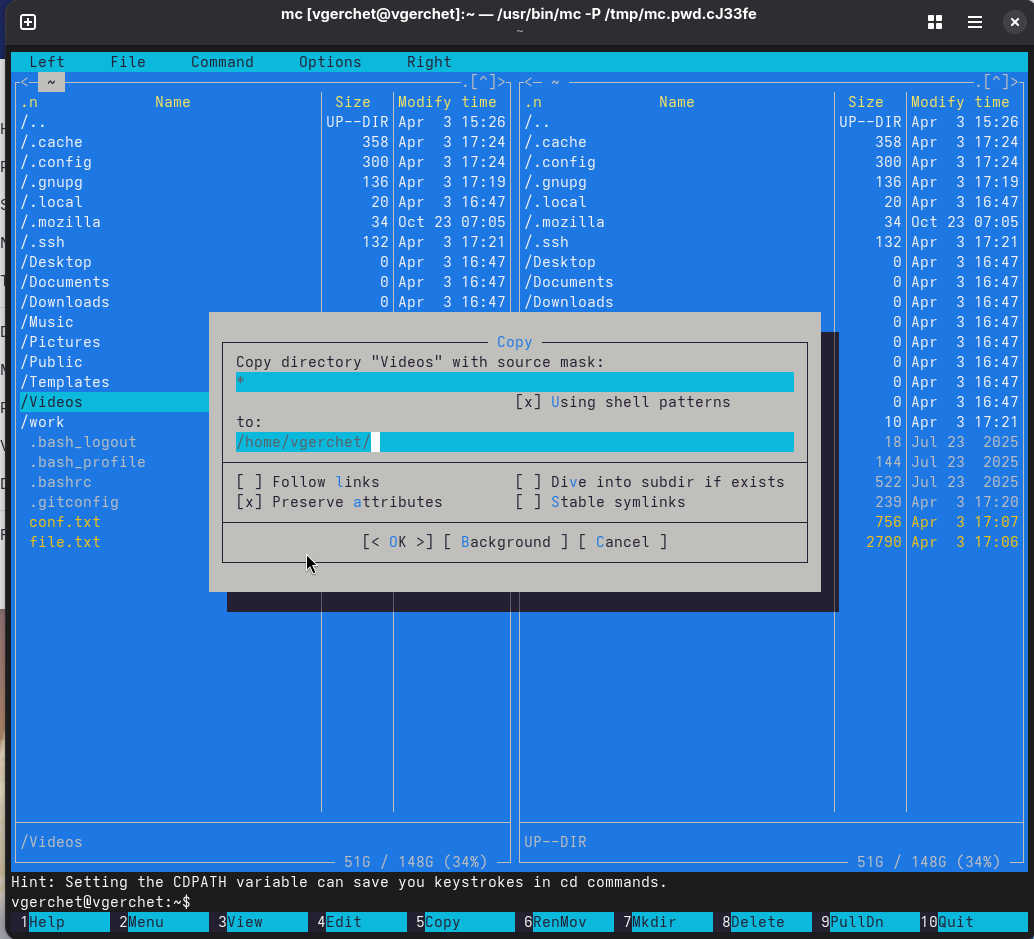 mc [vgerchet@vgerchet]:~ — /usr/bin/mc -P /tmp/mc.pwd.cJ33fe
~
Left File Command Options Right
<─ ~ ─.[^]>
<─ ~ ─.[^]>
.n Name Size Modify time .n Name Size Modify time
/.. UP--DIR Apr 3 15:26 /.. UP--DIR Apr 3 15:26
/.cache 358 Apr 3 17:24 /.cache 358 Apr 3 17:24
/.config 300 Apr 3 17:24 /.config 300 Apr 3 17:24
/.gnupg 136 Apr 3 17:19 /.gnupg 136 Apr 3 17:19
/.local 20 Apr 3 16:47 /.local 20 Apr 3 16:47
/.mozilla 34 Oct 23 07:05 /.mozilla 34 Oct 23 07:05
/.ssh 132 Apr 3 17:21 /.ssh 132 Apr 3 17:21
/Desktop 0 Apr 3 16:47 /Desktop 0 Apr 3 16:47
/Documents 0 Apr 3 16:47 /Documents 0 Apr 3 16:47
/Downloads 0 Apr 3 16:47 /Downloads 0 Apr 3 16:47
/Music 0 Apr 3 16:47
/Pictures 0 Apr 3 16:47
/Public 0 Apr 3 16:47
/Templates 0 Apr 3 16:47
/Videos 0 Apr 3 16:47
/work 10 Apr 3 17:21
.bash_logout 18 Jul 23 2025
.bash_profile 144 Jul 23 2025
.bashrc 522 Jul 23 2025
.gitconfig 239 Apr 3 17:20
conf.txt 756 Apr 3 17:07
file.txt 2790 Apr 3 17:06
Copy
Copy directory "Videos" with source mask:
*
[x] Using shell patterns
to:
/home/vgerchet/
[ ] Follow links [ ] Dive into subdir if exists
[x] Preserve attributes [ ] Stable symlinks
[< OK >] [ Background ] [ Cancel ]
/Videos UP--DIR
51G / 148G (34%) 51G / 148G (34%)
Hint: Setting the CDPATH variable can save you keystrokes in cd commands.
vgerchet@vgerchet:~$
1Help 2Menu 3View 4Edit 5Copy 6RenMov 7Mkdir 8Delete 9PullDn 10Quit